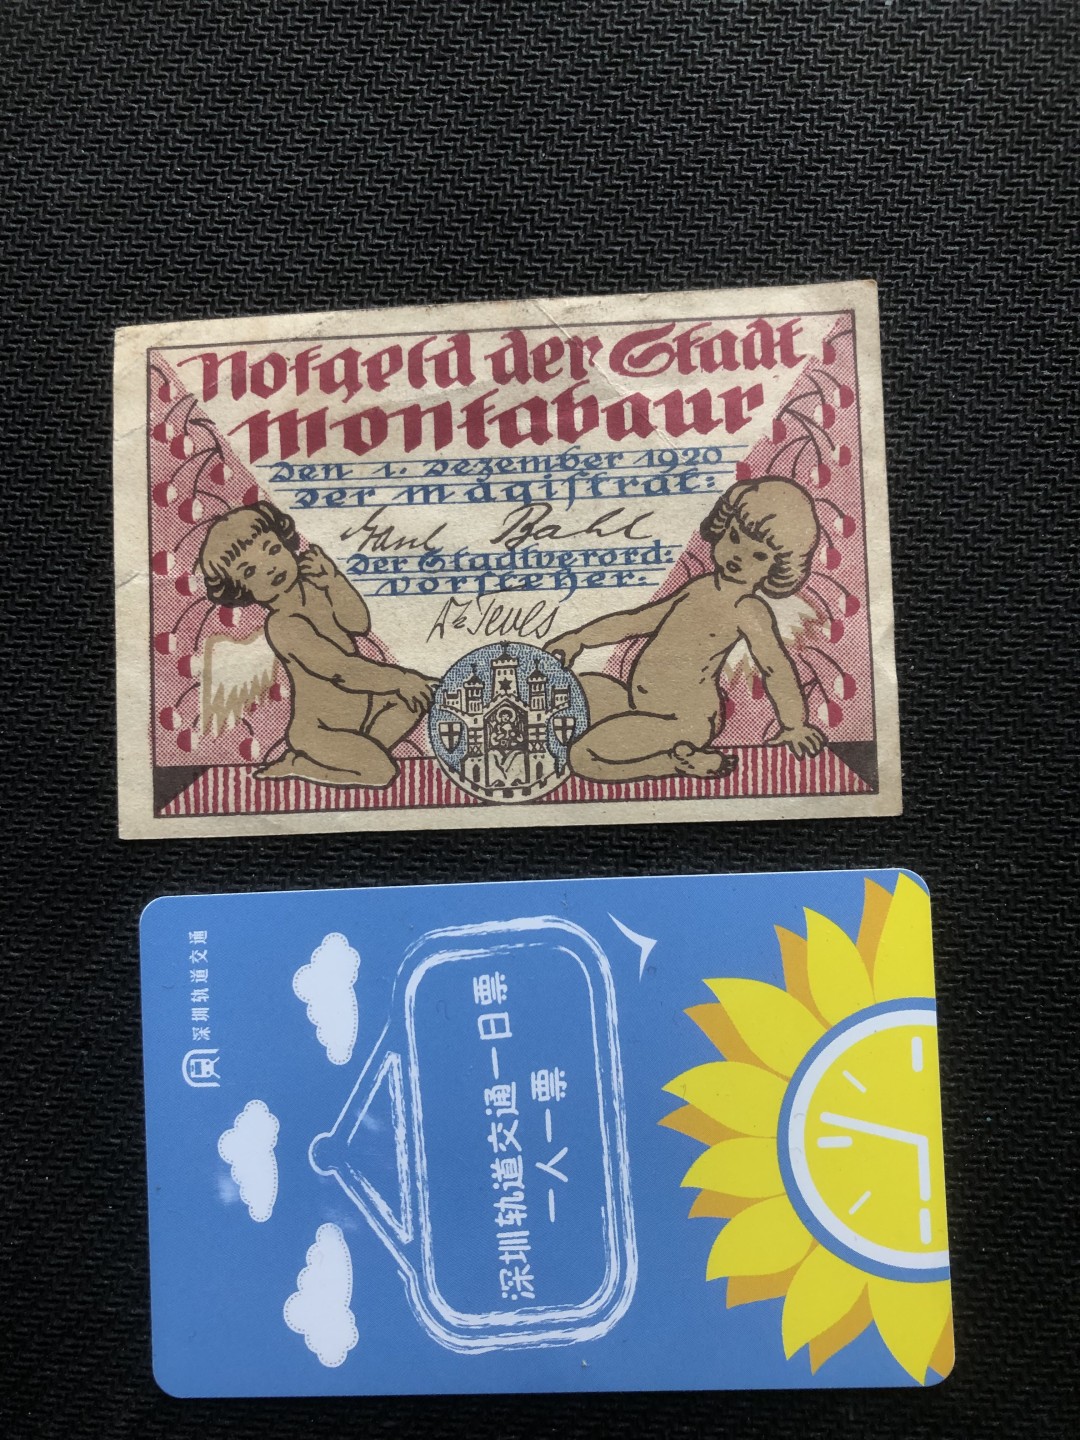 Notgeld der Stadt
Montabaur
Den 1. Dezember 1920
Der Magistrat:
Der Stadtverord:
vorsteher:
深圳轨道交通
深圳轨道交通一日票
一人一票